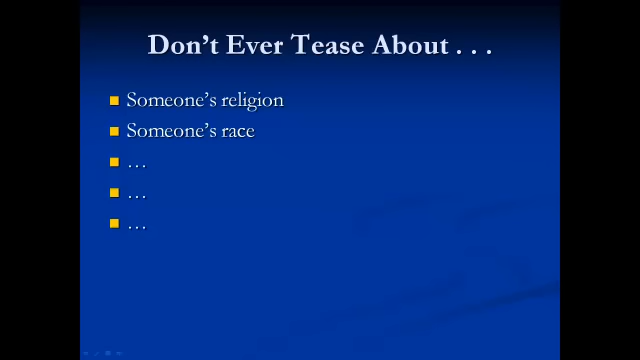 Don't Ever Tease About . . .
Someone's religion
Someone's race
…
…
…